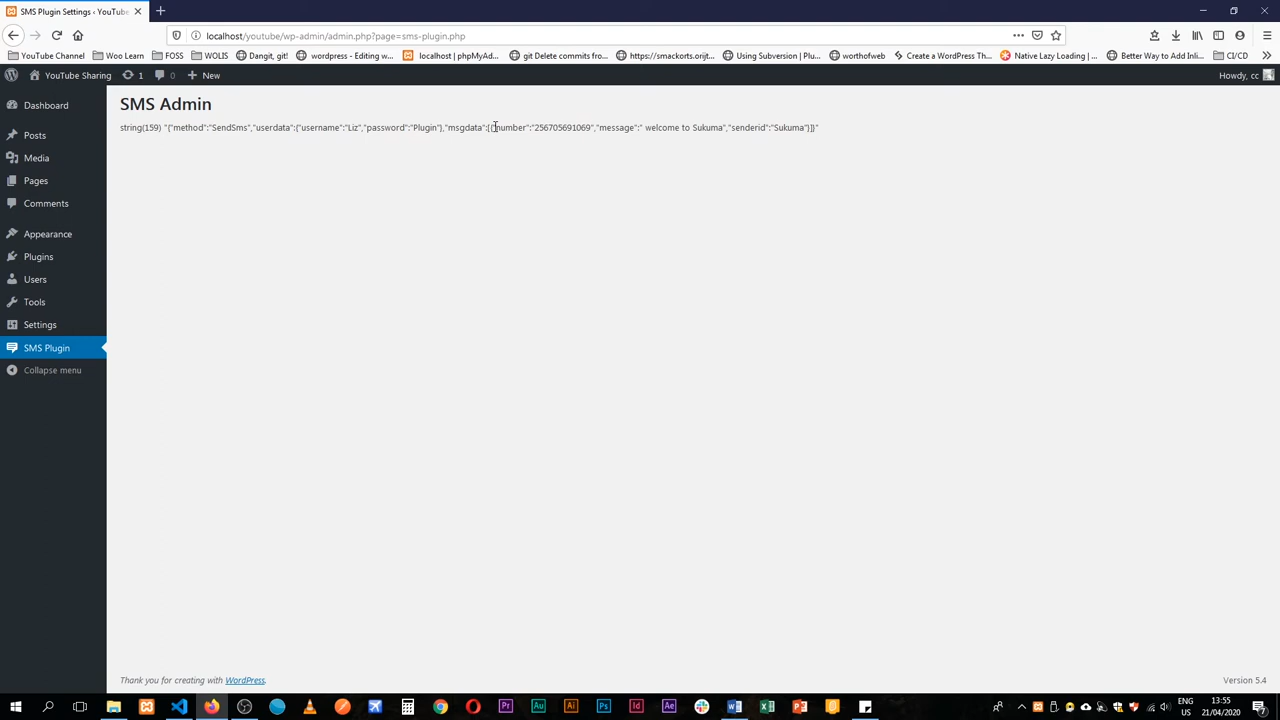 SMS Plugin Settings ‹ YouTube
localhost/youtube/wp-admin/admin.php?page=sms-plugin.php
YouTube Channel
Woo Learn
FOSS
WOLIS
Dangit, git!
wordpress - Editing w...
localhost | phpMyAd...
git Delete commits fro...
https://smackorts.orijt...
Using Subversion | Plu...
worthofweb
Create a WordPress Th...
Native Lazy Loading |...
Better Way to Add Inli...
CI/CD
YouTube Sharing
1
0
New
Howdy, cc
Dashboard
Posts
Media
Pages
Comments
Appearance
Plugins
Users
Tools
Settings
SMS Plugin
Collapse menu
SMS Admin
string(159) "{"method":"SendSms","userdata":{"username":"Liz","password":"Plugin"},"msgdata":[{"number":"256705691069","message":" welcome to Sukuma","senderid":"Sukuma"}]}"
Thank you for creating with WordPress.
Version 5.4
ENG
US
13:55
21/04/2020